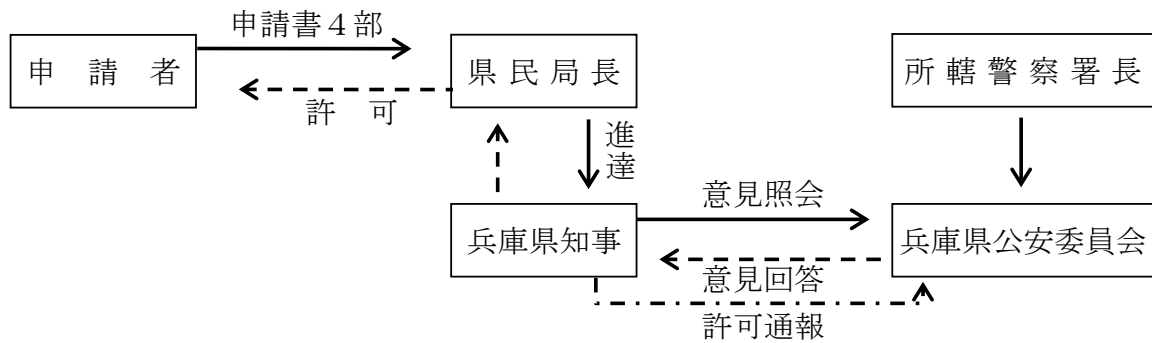 申請書４部
申　請　者
県 民 局 長
所 轄 警 察 署 長
許　可
進達
意見照会
兵庫県知事
兵庫県公安委員会
意見回答
許可通報